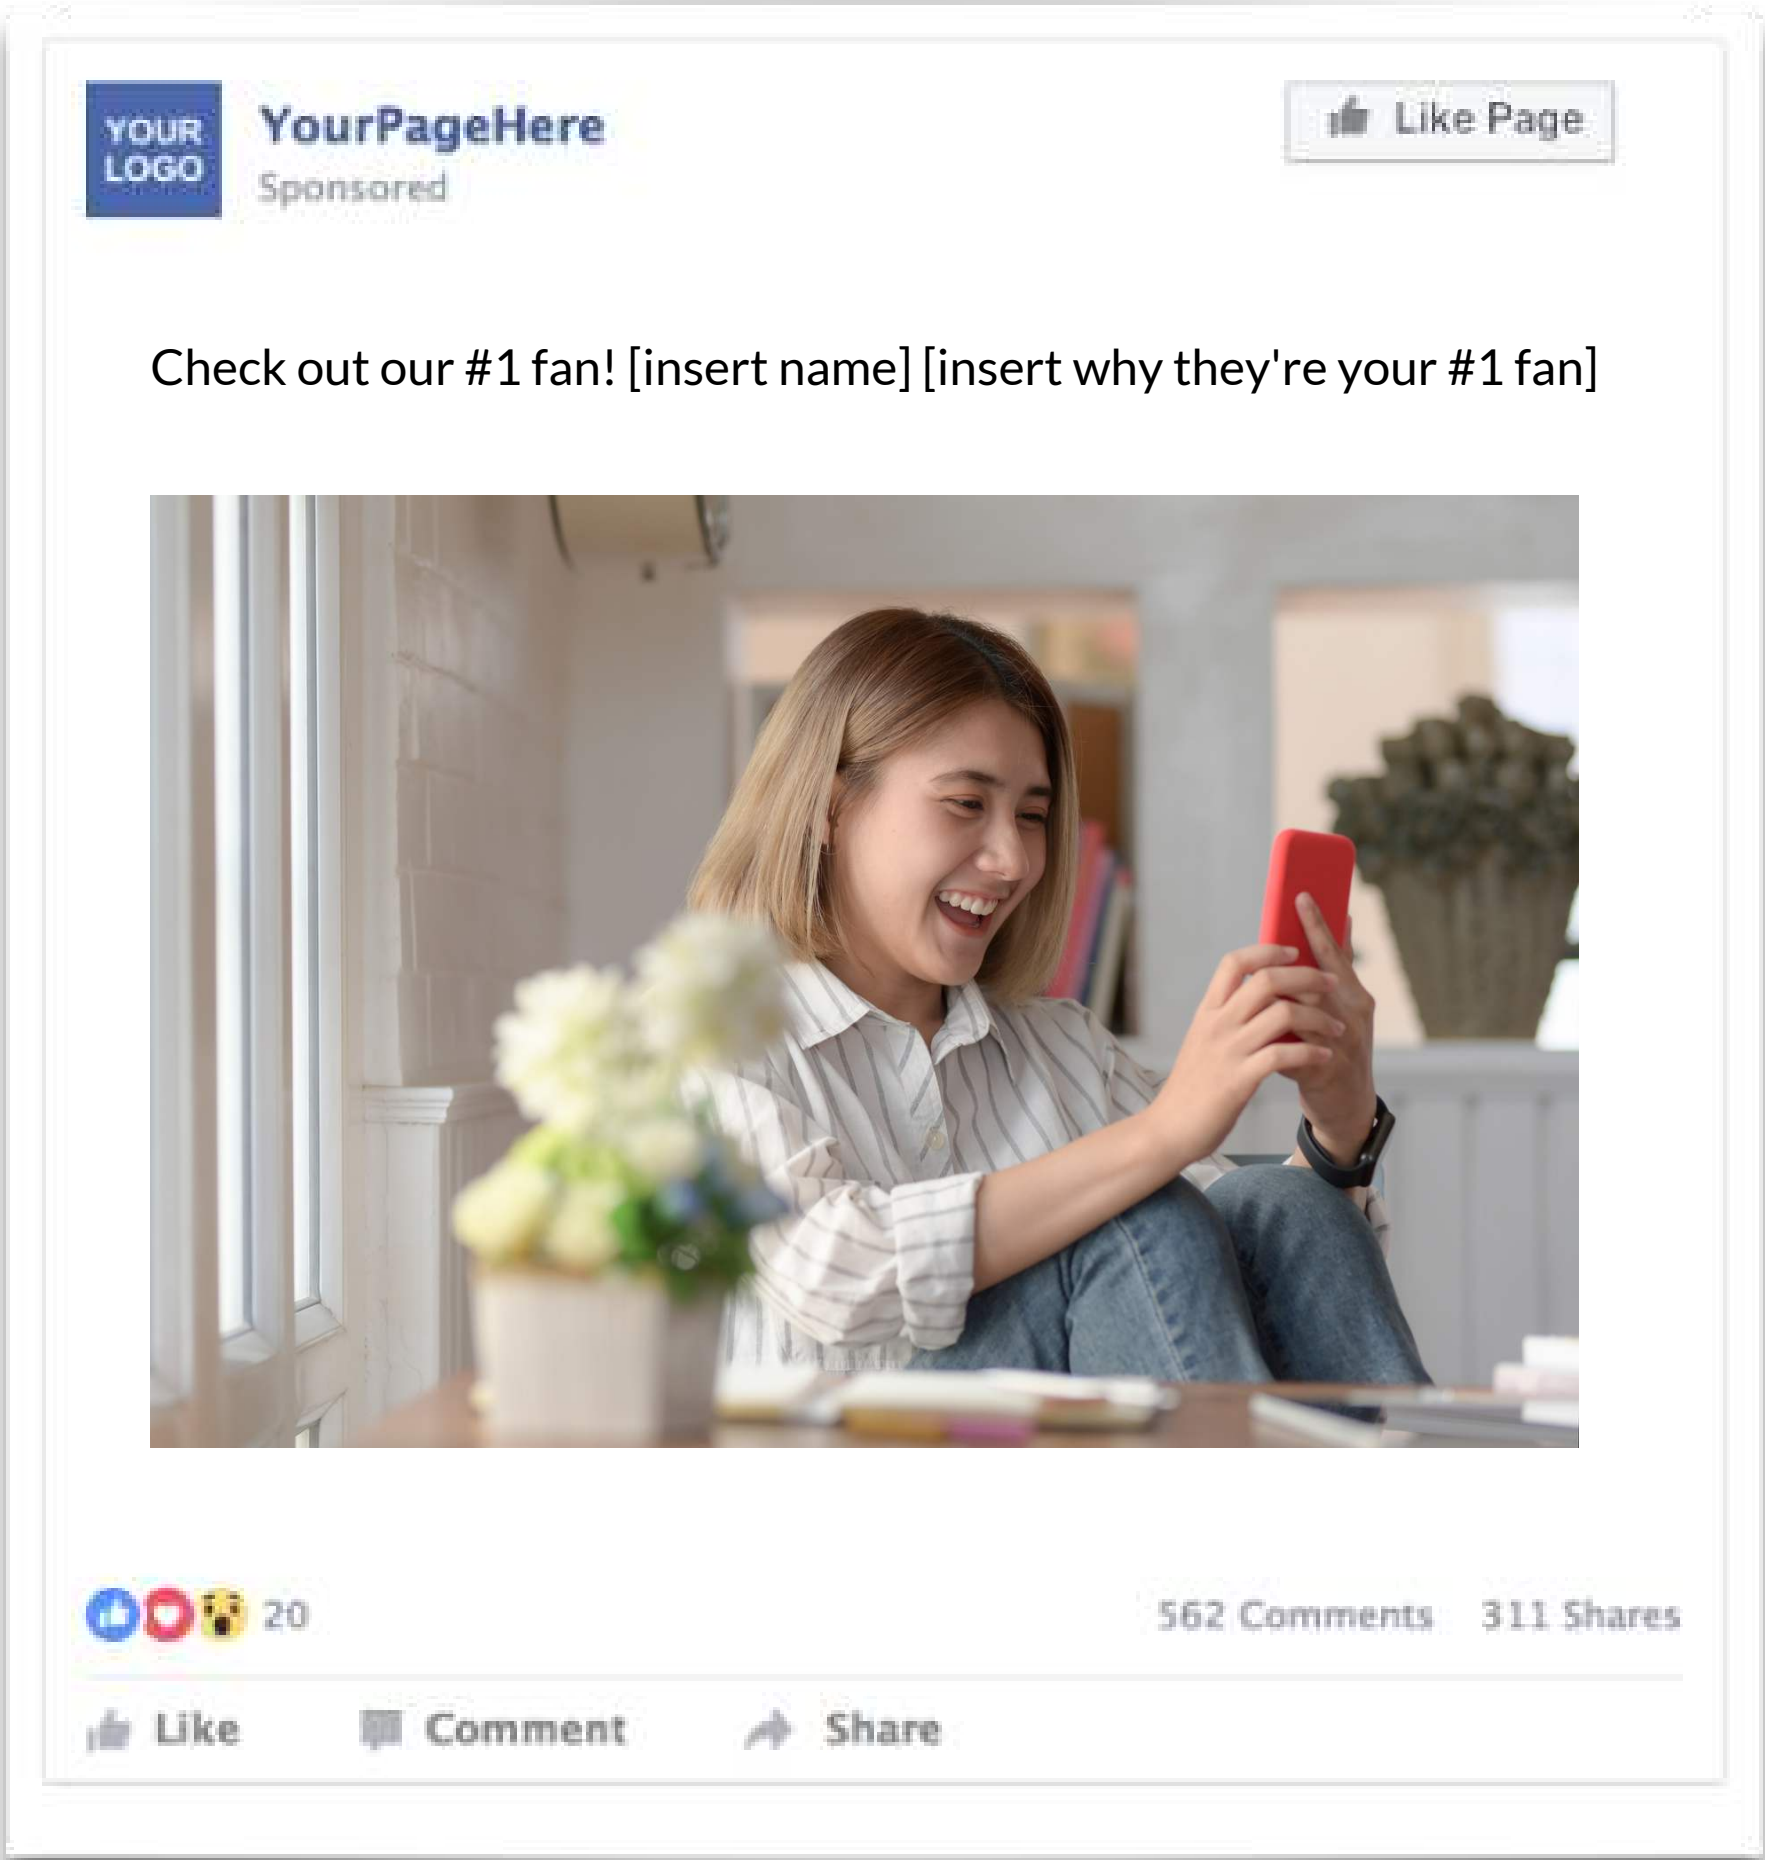 YOUR
LOGO
YourPageHere
Sponsored
Like Page
Check out our #1 fan! [insert name] [insert why they're your #1 fan]
20
562 Comments 311 Shares
Like Comment Share